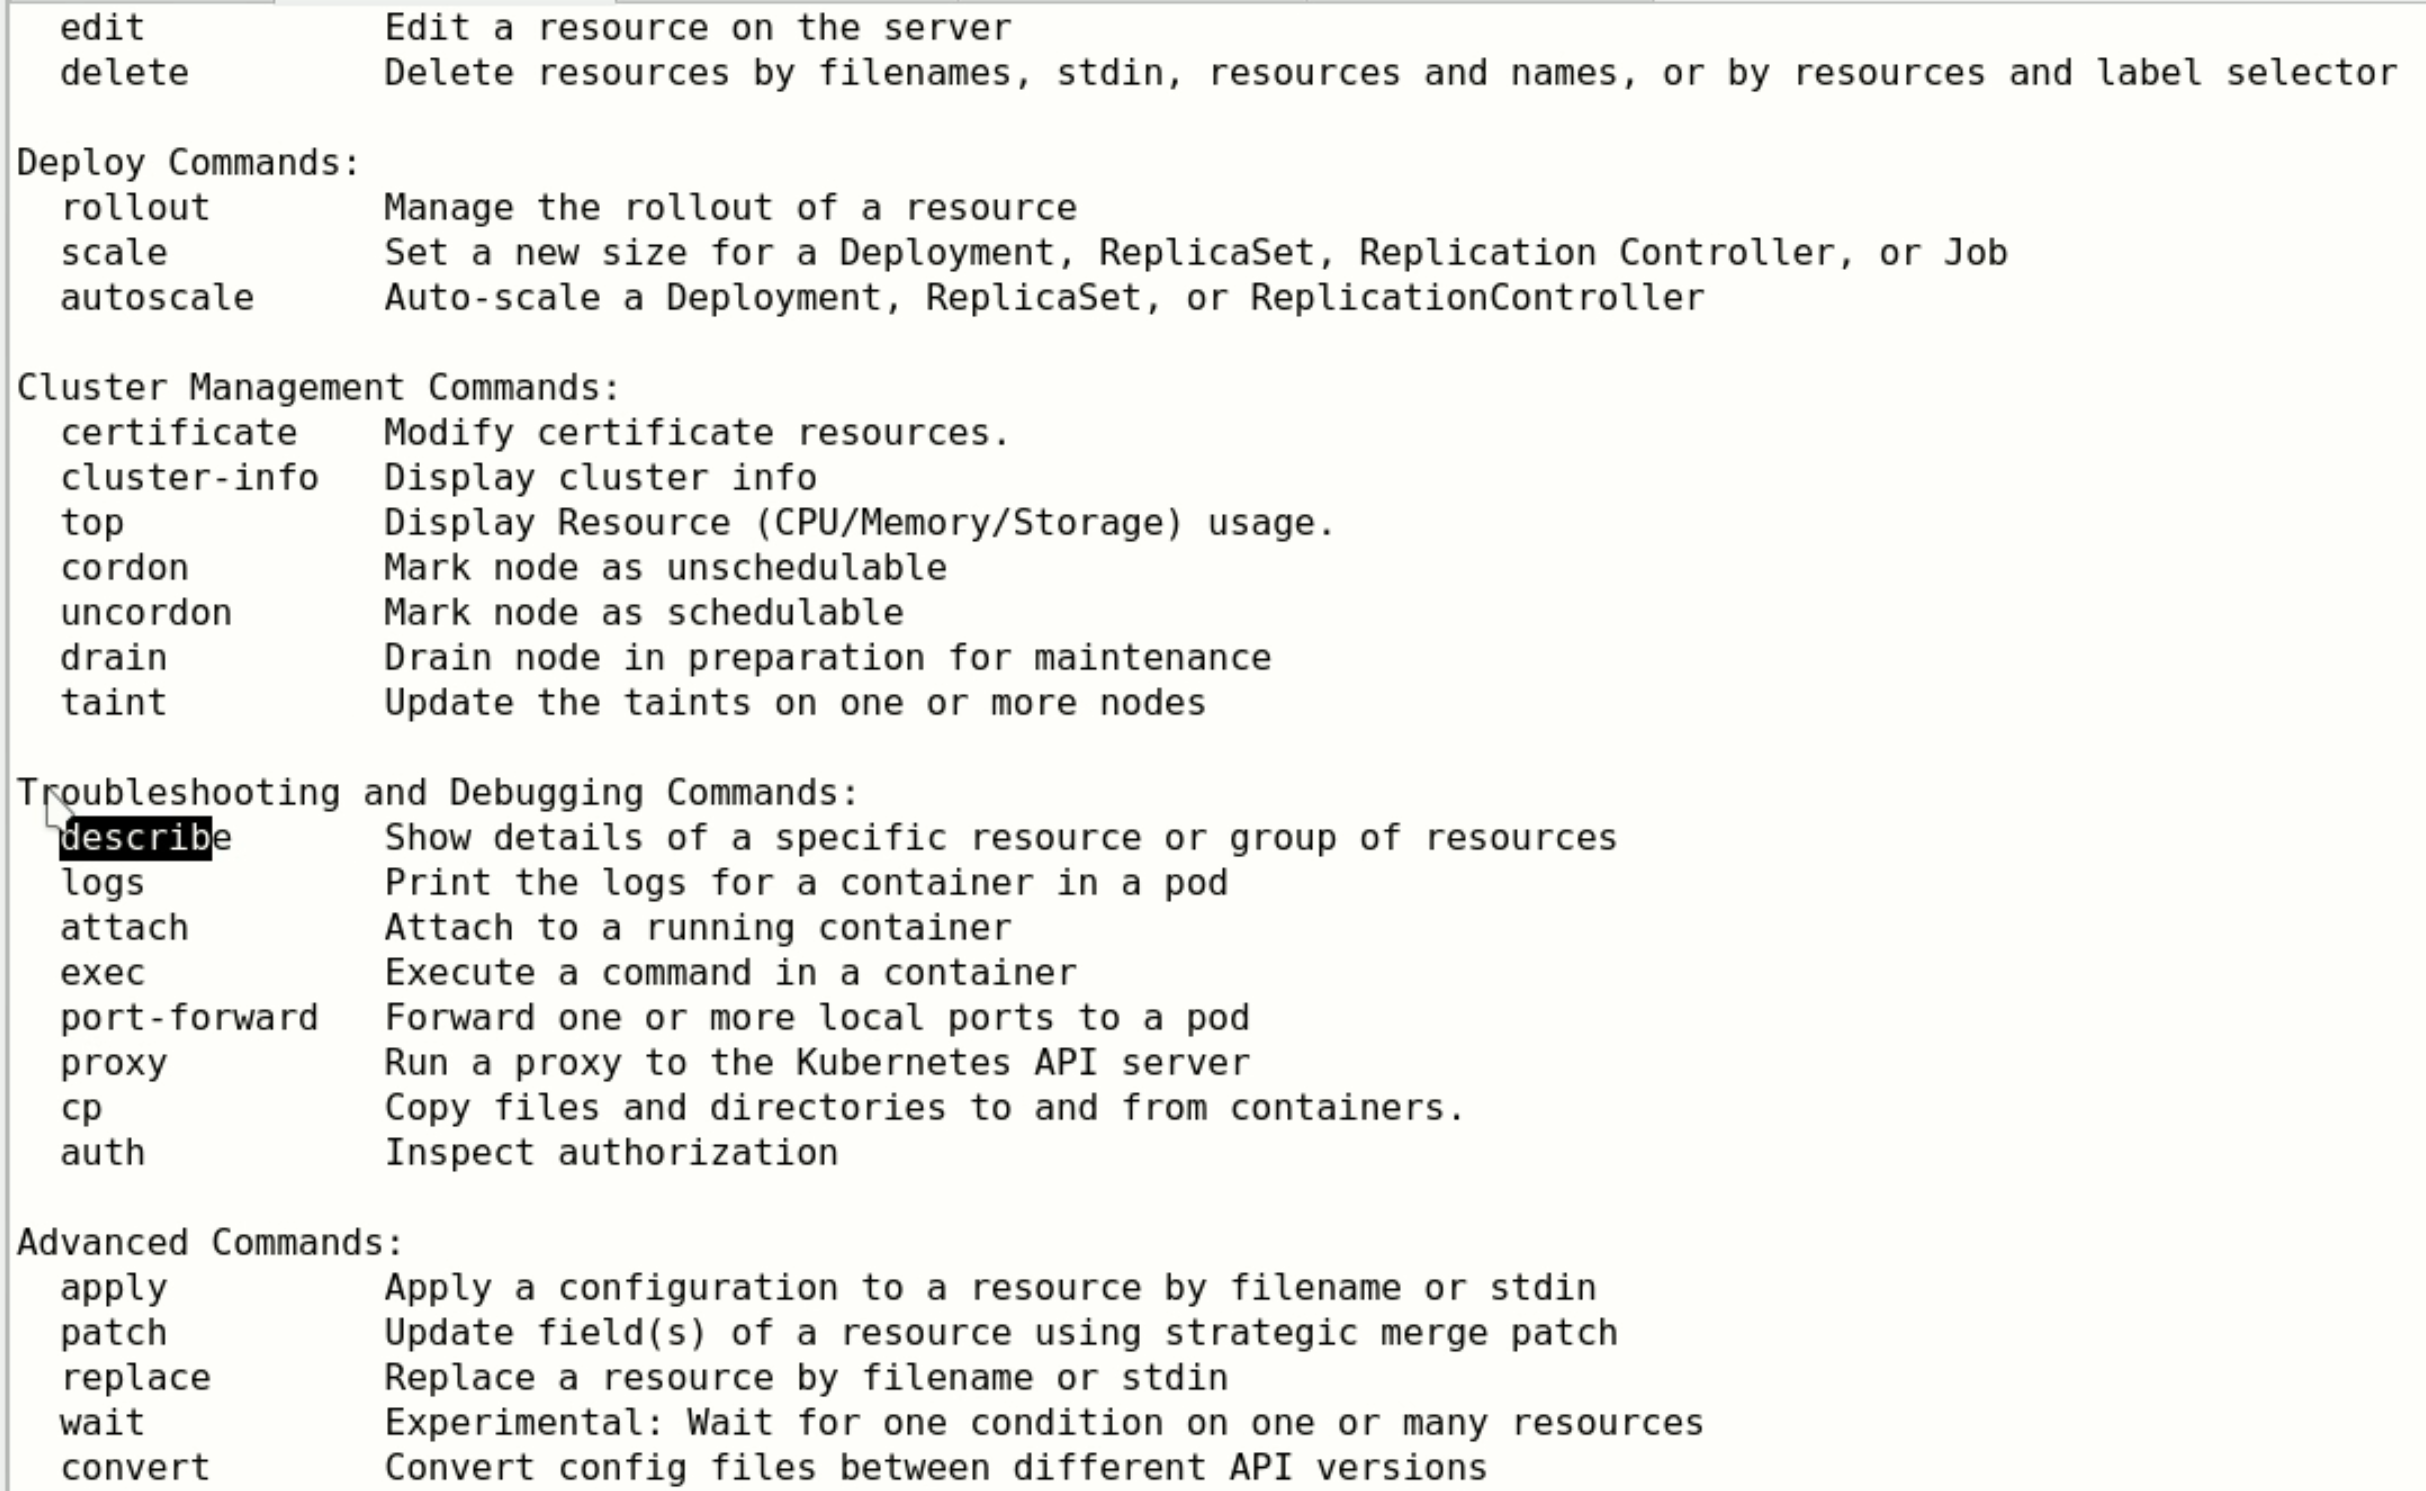 edit Edit a resource on the server
delete Delete resources by filenames, stdin, resources and names, or by resources and label selector
Deploy Commands:
rollout Manage the rollout of a resource
scale Set a new size for a Deployment, ReplicaSet, Replication Controller, or Job
autoscale Auto-scale a Deployment, ReplicaSet, or ReplicationController
Cluster Management Commands:
certificate Modify certificate resources.
cluster-info Display cluster info
top Display Resource (CPU/Memory/Storage) usage.
cordon Mark node as unschedulable
uncordon Mark node as schedulable
drain Drain node in preparation for maintenance
taint Update the taints on one or more nodes
Troubleshooting and Debugging Commands:
describe Show details of a specific resource or group of resources
logs Print the logs for a container in a pod
attach Attach to a running container
exec Execute a command in a container
port-forward Forward one or more local ports to a pod
proxy Run a proxy to the Kubernetes API server
cp Copy files and directories to and from containers.
auth Inspect authorization
Advanced Commands:
apply Apply a configuration to a resource by filename or stdin
patch Update field(s) of a resource using strategic merge patch
replace Replace a resource by filename or stdin
wait Experimental: Wait for one condition on one or many resources
convert Convert config files between different API versions